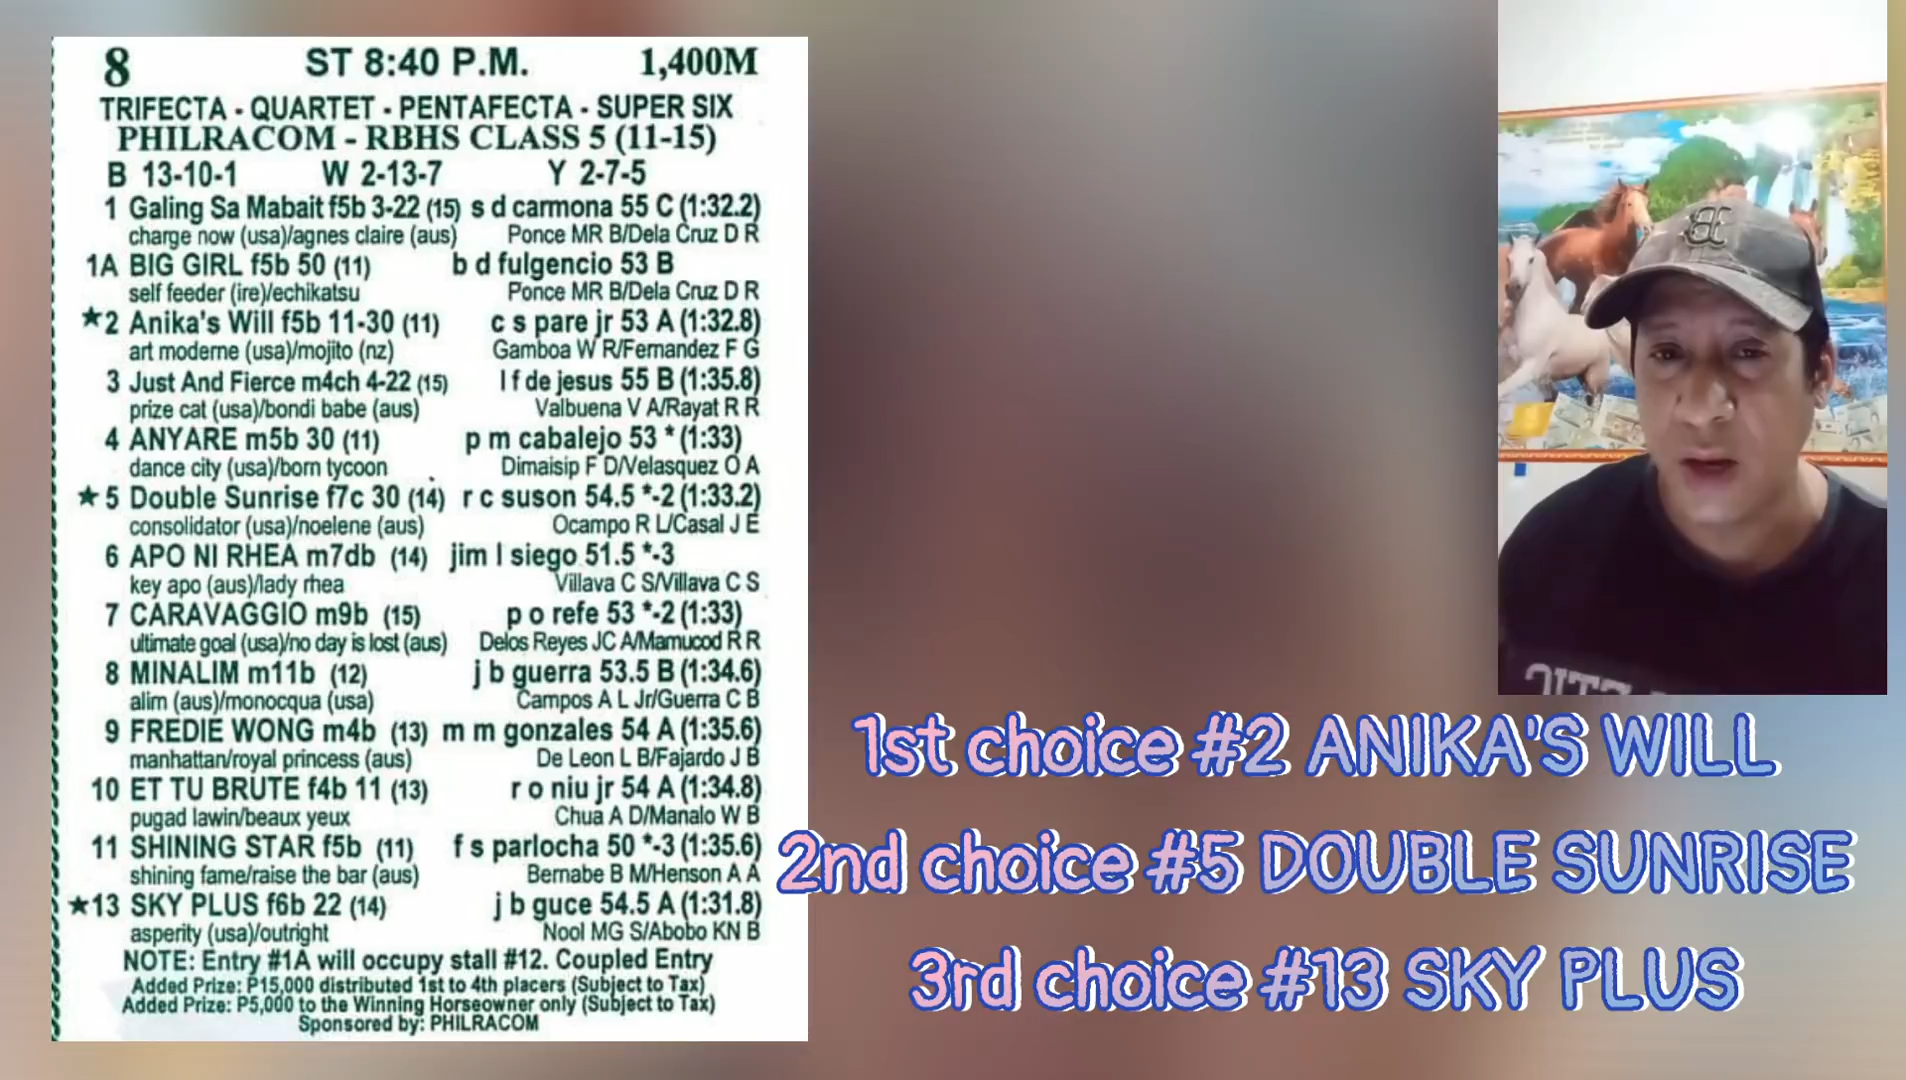 8 ST 8:40 P.M. 1,400M
TRIFECTA - QUARTET - PENTAFECTA - SUPER SIX
PHILRACOM - RBHS CLASS 5 (11-15)
B 13-10-1 W 2-13-7 Y 2-7-5
1 Galing Sa Mabait f5b 3-22 (15) s d carmona 55 C (1:32.2)
charge now (usa)/agnes claire (aus) Ponce MR B/Dela Cruz D R
1A BIG GIRL f5b 50 (11) b d fulgencio 53 B
self feeder (ire)/echikatsu Ponce MR B/Dela Cruz D R
★2 Anika's Will f5b 11-30 (11) c s pare jr 53 A (1:32.8)
art moderne (usa)/mojito (nz) Gamboa W R/Fernandez F G
3 Just And Fierce m4ch 4-22 (15) l f de jesus 55 B (1:35.8)
prize cat (usa)/bondi babe (aus) Valbuena V A/Rayat R R
4 ANYARE m5b 30 (11) p m cabalejo 53 * (1:33)
dance city (usa)/born tycoon Dimaisip F D/Velasquez O A
★5 Double Sunrise f7c 30 (14) r c suson 54.5 *-2 (1:33.2)
consolidator (usa)/noelene (aus) Ocampo R L/Casal J E
6 APO NI RHEA m7db (14) jim l siego 51.5 *-3
key apo (aus)/lady rhea Villava C S/Villava C S
7 CARAVAGGIO m9b (15) p o refe 53 *-2 (1:33)
ultimate goal (usa)/no day is lost (aus) Delos Reyes JC A/Mamucod R R
8 MINALIM m11b (12) j b guerra 53.5 B (1:34.6)
alim (aus)/monocqua (usa) Campos A L Jr/Guerra C B
9 FREDIE WONG m4b (13) m m gonzales 54 A (1:35.6)
manhattan/royal princess (aus) De Leon L B/Fajardo J B
10 ET TU BRUTE f4b 11 (13) r o niu jr 54 A (1:34.8)
pugad lawin/beaux yeux Chua A D/Manalo W B
11 SHINING STAR f5b (11) f s parlocha 50 *-3 (1:35.6)
shining fame/raise the bar (aus) Bernabe B M/Henson A A
★13 SKY PLUS f6b 22 (14) j b guce 54.5 A (1:31.8)
asperity (usa)/outright Nool MG S/Abobo KN B
NOTE: Entry #1A will occupy stall #12. Coupled Entry
Added Prize: P15,000 distributed 1st to 4th placers (Subject to Tax)
Added Prize: P5,000 to the Winning Horseowner only (Subject to Tax)
Sponsored by: PHILRACOM
1st choice #2 ANIKA'S WILL
2nd choice #5 DOUBLE SUNRISE
3rd choice #13 SKY PLUS